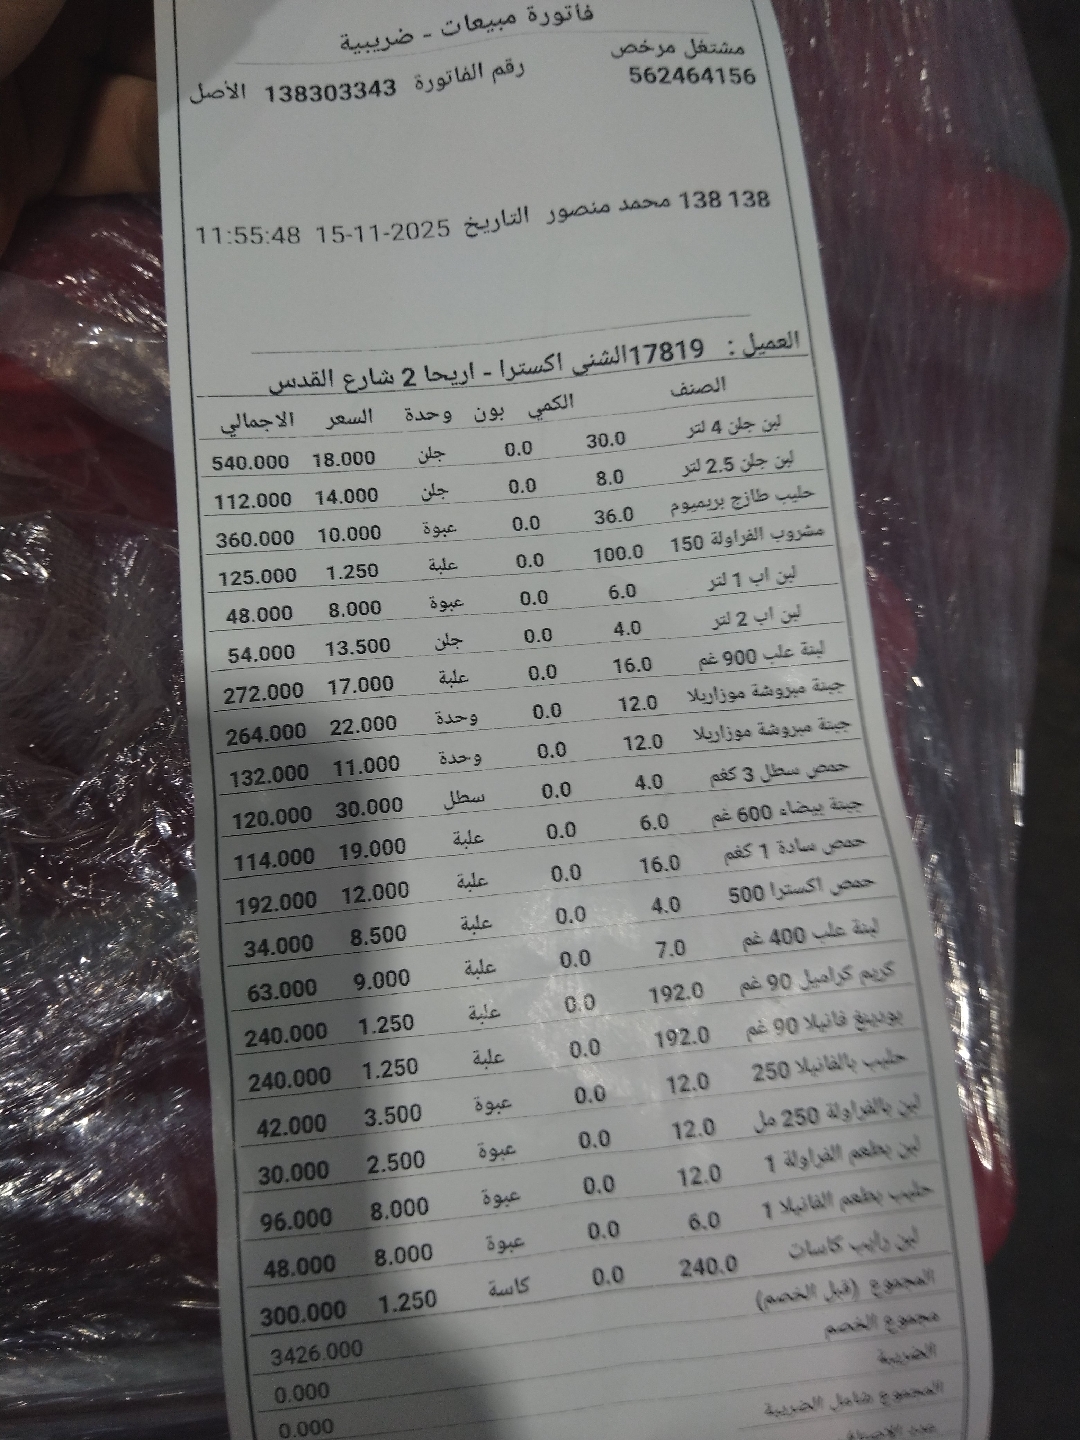 فاتورة مبيعات - ضريبية
مشتغل مرخص
562464156 رقم الفاتورة 138303343 الأصل
138 138 محمد منصور التاريخ 15-11-2025 11:55:48
العميل : 17819الشني اكسترا - اريحا 2 شارع القدس
الصنف الكمي بون وحدة السعر الاجمالي
لبن جلن 4 لتر 30.0 0.0 جلن 18.000 540.000
لبن جلن 2.5 لتر 8.0 0.0 جلن 14.000 112.000
حليب طازج بريميوم 36.0 0.0 عبوة 10.000 360.000
مشروب الفراولة 150 100.0 0.0 علبة 1.250 125.000
لبن اب 1 لتر 6.0 0.0 عبوة 8.000 48.000
لبن اب 2 لتر 4.0 0.0 جلن 13.500 54.000
لبنة علب 900 غم 16.0 0.0 علبة 17.000 272.000
جبنة مبروشة موزاريلا 12.0 0.0 وحدة 22.000 264.000
جبنة مبروشة موزاريلا 12.0 0.0 وحدة 11.000 132.000
حمص سطل 3 كغم 4.0 0.0 سطل 30.000 120.000
جبنة بيضاء 600 غم 6.0 0.0 علبة 19.000 114.000
حمص سادة 1 كغم 16.0 0.0 علبة 12.000 192.000
حمص اكسترا 500 4.0 0.0 علبة 8.500 34.000
لبنة علب 400 غم 7.0 0.0 علبة 9.000 63.000
كريم كراميل 90 غم 192.0 0.0 علبة 1.250 240.000
بودينغ فانيلا 90 غم 192.0 0.0 علبة 1.250 240.000
حليب بالفانيلا 250 12.0 0.0 عبوة 3.500 42.000
لبن بالفراولة 250 مل 12.0 0.0 عبوة 2.500 30.000
لبن بطعم الفراولة 1 12.0 0.0 عبوة 8.000 96.000
حليب بطعم الفانيلا 1 6.0 0.0 عبوة 8.000 48.000
لبن رايب كاسات 240.0 0.0 كاسة 1.250 300.000
المجموع (قبل الخصم) 3426.000
مجموع الخصم 0.000
الضريبة 0.000
المجموع شامل الضريبة